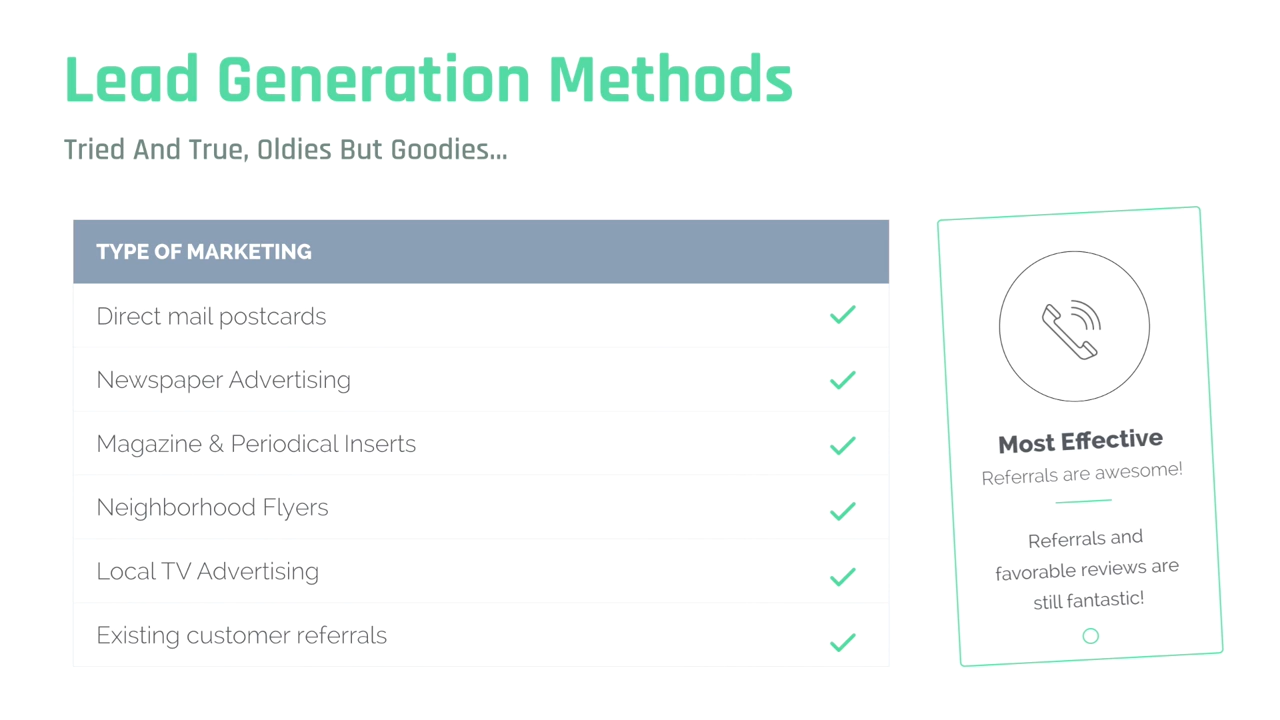 Lead Generation Methods
Tried And True, Oldies But Goodies...
TYPE OF MARKETING
Direct mail postcards
Newspaper Advertising
Magazine & Periodical Inserts
Neighborhood Flyers
Local TV Advertising
Existing customer referrals
Most Effective
Referrals are awesome!
Referrals and
favorable reviews are
still fantastic!